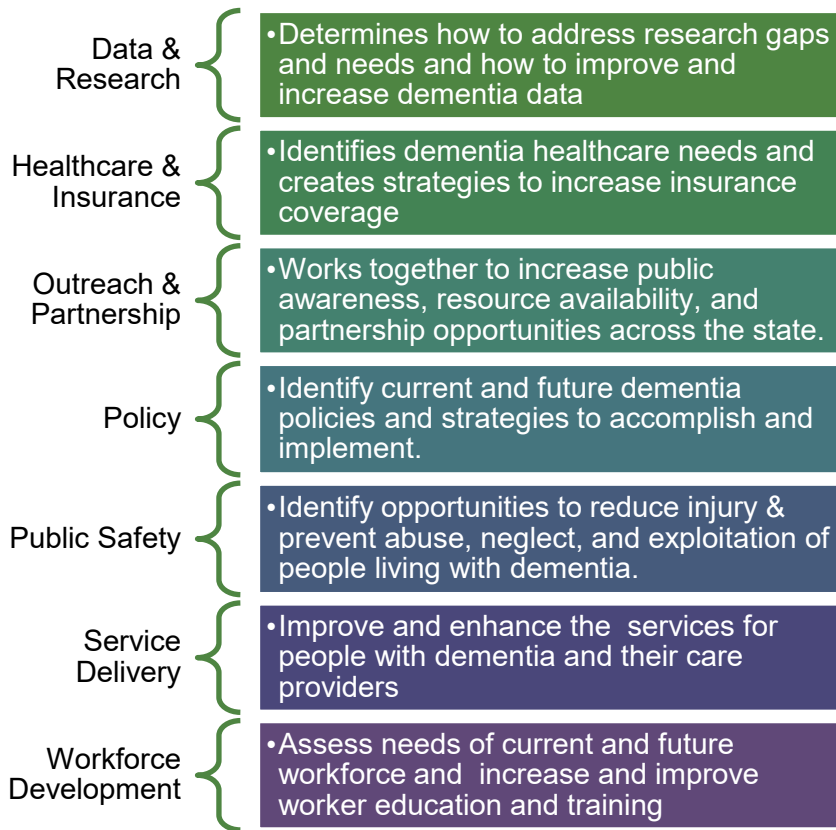 Data &
Research
•Determines how to address research gaps
and needs and how to improve and
increase dementia data
Healthcare &
Insurance
•Identifies dementia healthcare needs and
creates strategies to increase insurance
coverage
Outreach &
Partnership
•Works together to increase public
awareness, resource availability, and
partnership opportunities across the state.
Policy
•Identify current and future dementia
policies and strategies to accomplish and
implement.
Public Safety
•Identify opportunities to reduce injury &
prevent abuse, neglect, and exploitation of
people living with dementia.
Service
Delivery
•Improve and enhance the  services for
people with dementia and their care
providers
Workforce
Development
•Assess needs of current and future
workforce and  increase and improve
worker education and training